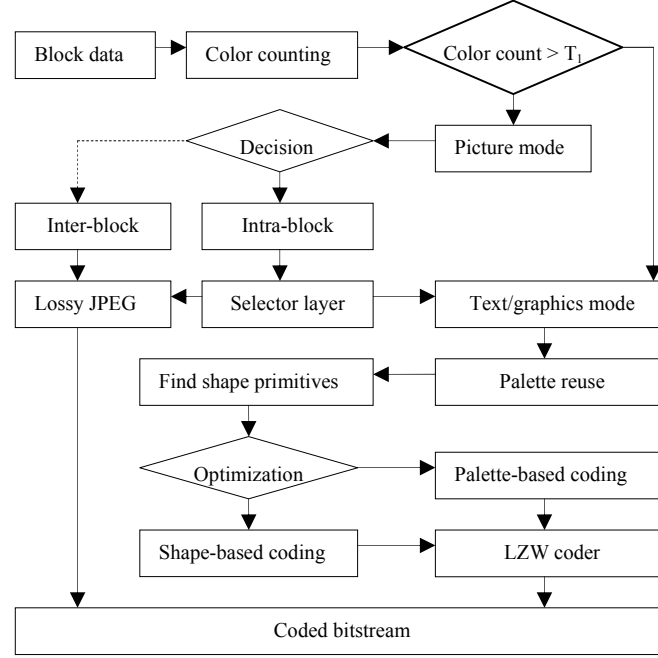 Block data
Color counting
Color count > T₁
Decision
Picture mode
Inter-block
Intra-block
Lossy JPEG
Selector layer
Text/graphics mode
Find shape primitives
Palette reuse
Optimization
Palette-based coding
Shape-based coding
LZW coder
Coded bitstream